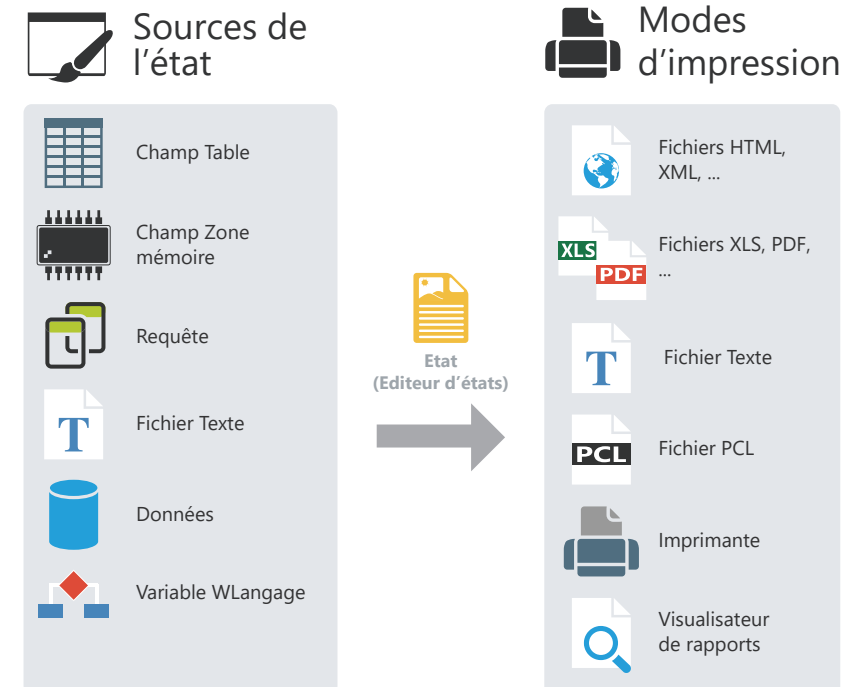 Sources de
l’état
Champ Table
Champ Zone
mémoire
Requête
T
Fichier Texte
Données
Variable WLangage
Etat
(Editeur d’états)
Modes
d’impression
Fichiers HTML,
XML, ...
XLS
PDF
Fichiers XLS, PDF,
...
T
Fichier Texte
PCL
Fichier PCL
Imprimante
Visualisateur
de rapports